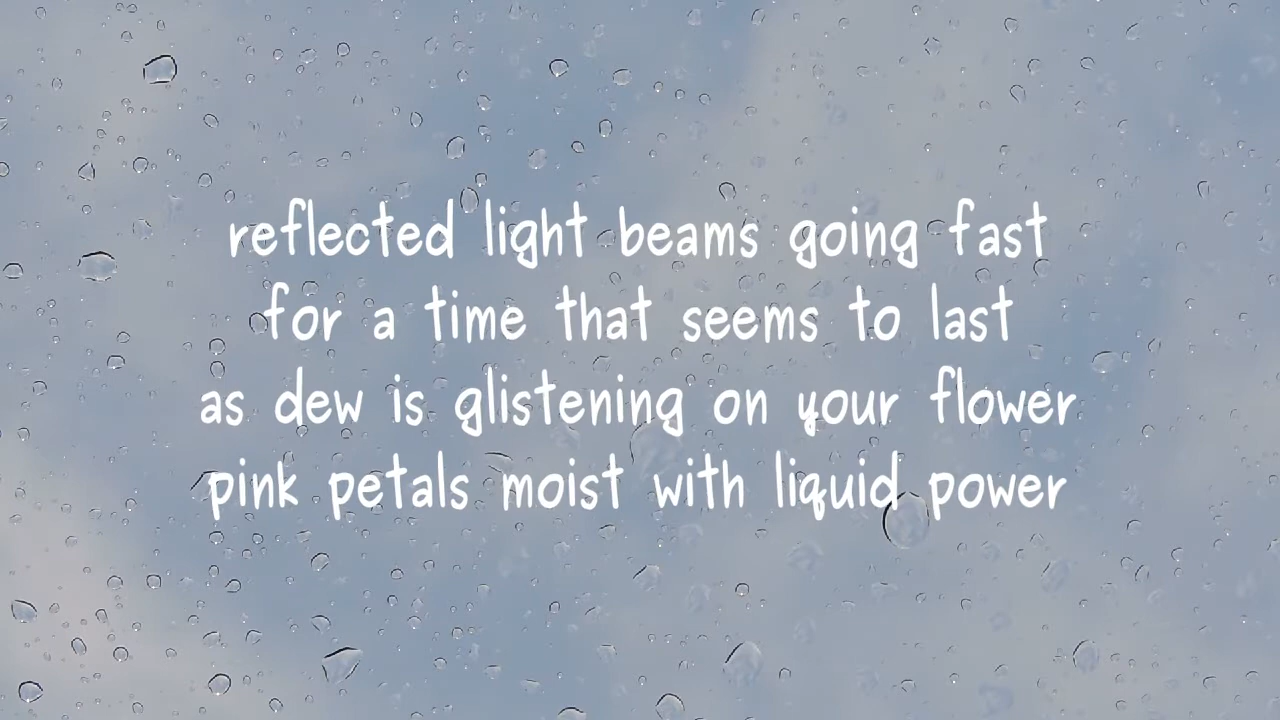 reflected light beams going fast
for a time that seems to last
as dew is glistening on your flower
pink petals moist with liquid power